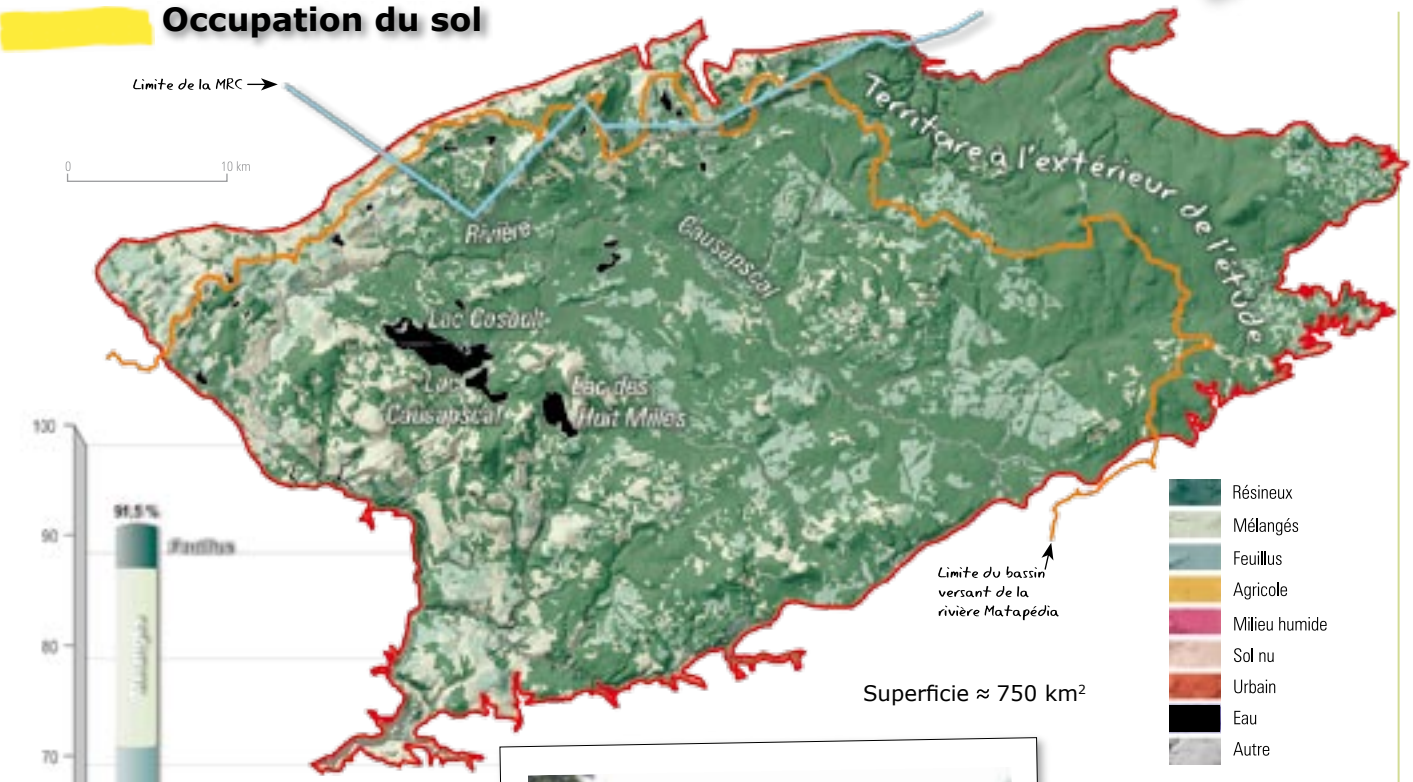 Occupation du sol
Limite de la MRC
0
10 km
Territoire à l'extérieur de l'étude
Rivière
Causapscal
Lac Casault
Lac
Causapscal
Lac des
Huit Milles
100
91,5 %
90
Feuillus
80
70
Limite du bassin
versant de la
rivière Matapédia
Superficie ≈ 750 km²
Résineux
Mélangés
Feuillus
Agricole
Milieu humide
Sol nu
Urbain
Eau
Autre